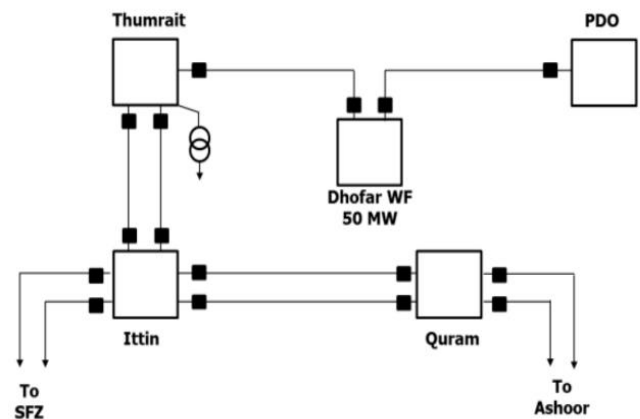 Thumrait
PDO
Dhofar WF
50 MW
Ittin
Quram
To
SFZ
To
Ashoor